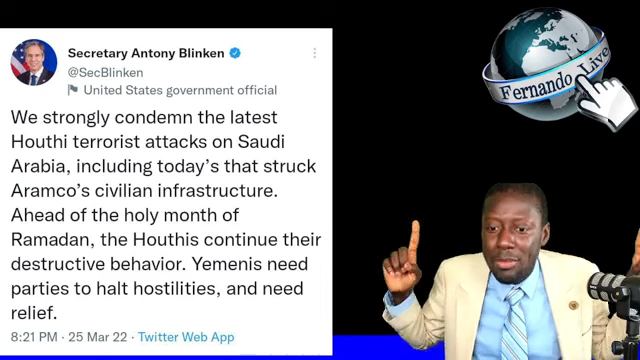 Secretary Antony Blinken
@SecBlinken
United States government official
We strongly condemn the latest
Houthi terrorist attacks on Saudi
Arabia, including today's that struck
Aramco's civilian infrastructure.
Ahead of the holy month of
Ramadan, the Houthis continue their
destructive behavior. Yemenis need
parties to halt hostilities, and need
relief.
8:21 PM · 25 Mar 22 · Twitter Web App
Fernando Live